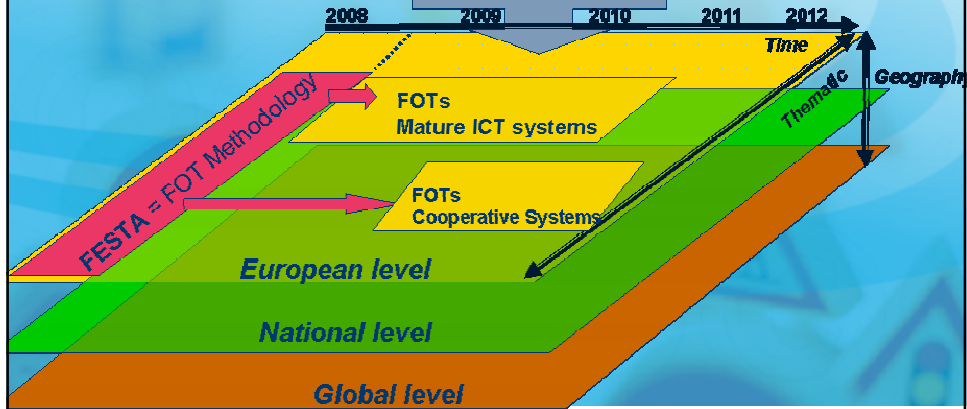 2008 2009 2010 2011 2012
Time
Thematic
Geograph
FESTA = FOT Methodology
FOTs
Mature ICT systems
FOTs
Cooperative Systems
European level
National level
Global level